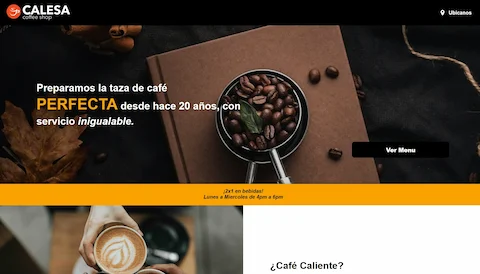 CALESA
coffee shop
Ubicanos
Preparamos la taza de café
PERFECTA desde hace 20 años, con
servicio inigualable.
Ver Menu
¡2x1 en bebidas!
Lunes a Miercoles de 4pm a 6pm
¿Café Caliente?